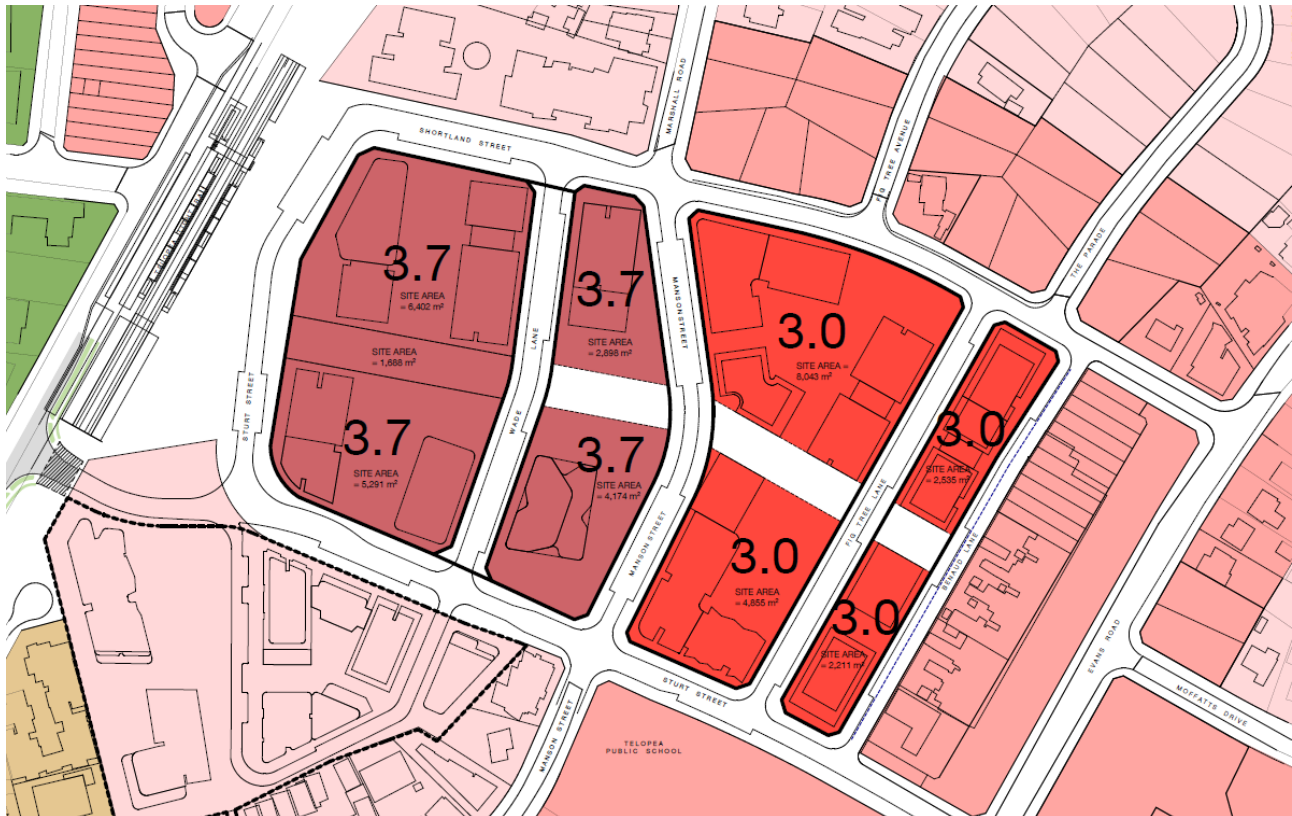 MARSHALL ROAD
SHORTLAND STREET
FIG TREE AVENUE
THE PARADE
3.7
SITE AREA
= 6,402 m²
3.7
SITE AREA
= 2,898 m²
MANSON STREET
3.0
SITE AREA =
8,043 m²
SITE AREA
= 1,688 m²
WADE LANE
STURT STREET
3.7
SITE AREA
= 5,291 m²
3.7
SITE AREA
= 4,174 m²
3.0
SITE AREA
= 2,535 m²
FIG TREE LANE
MANSON STREET
3.0
SITE AREA
= 4,855 m²
BENAUD LANE
3.0
SITE AREA
= 2,211 m²
EVANS ROAD
STURT STREET
MOFFATTS DRIVE
MANSON STREET
TELOPEA
PUBLIC SCHOOL